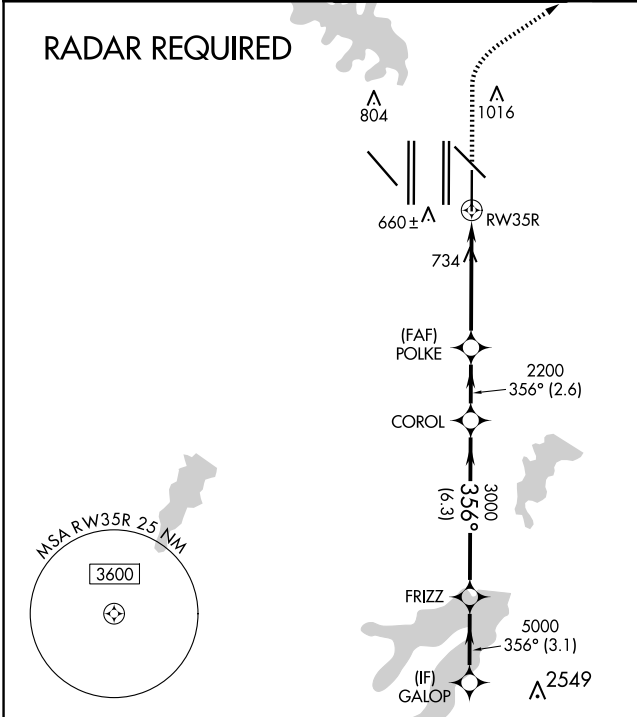 RADAR REQUIRED
804
1016
660±
RW35R
734
(FAF)
POLKE
2200
356° (2.6)
COROL
3000
356°
(6.3)
MSA RW35R 25 NM
3600
FRIZZ
5000
356° (3.1)
(IF)
GALOP
2549